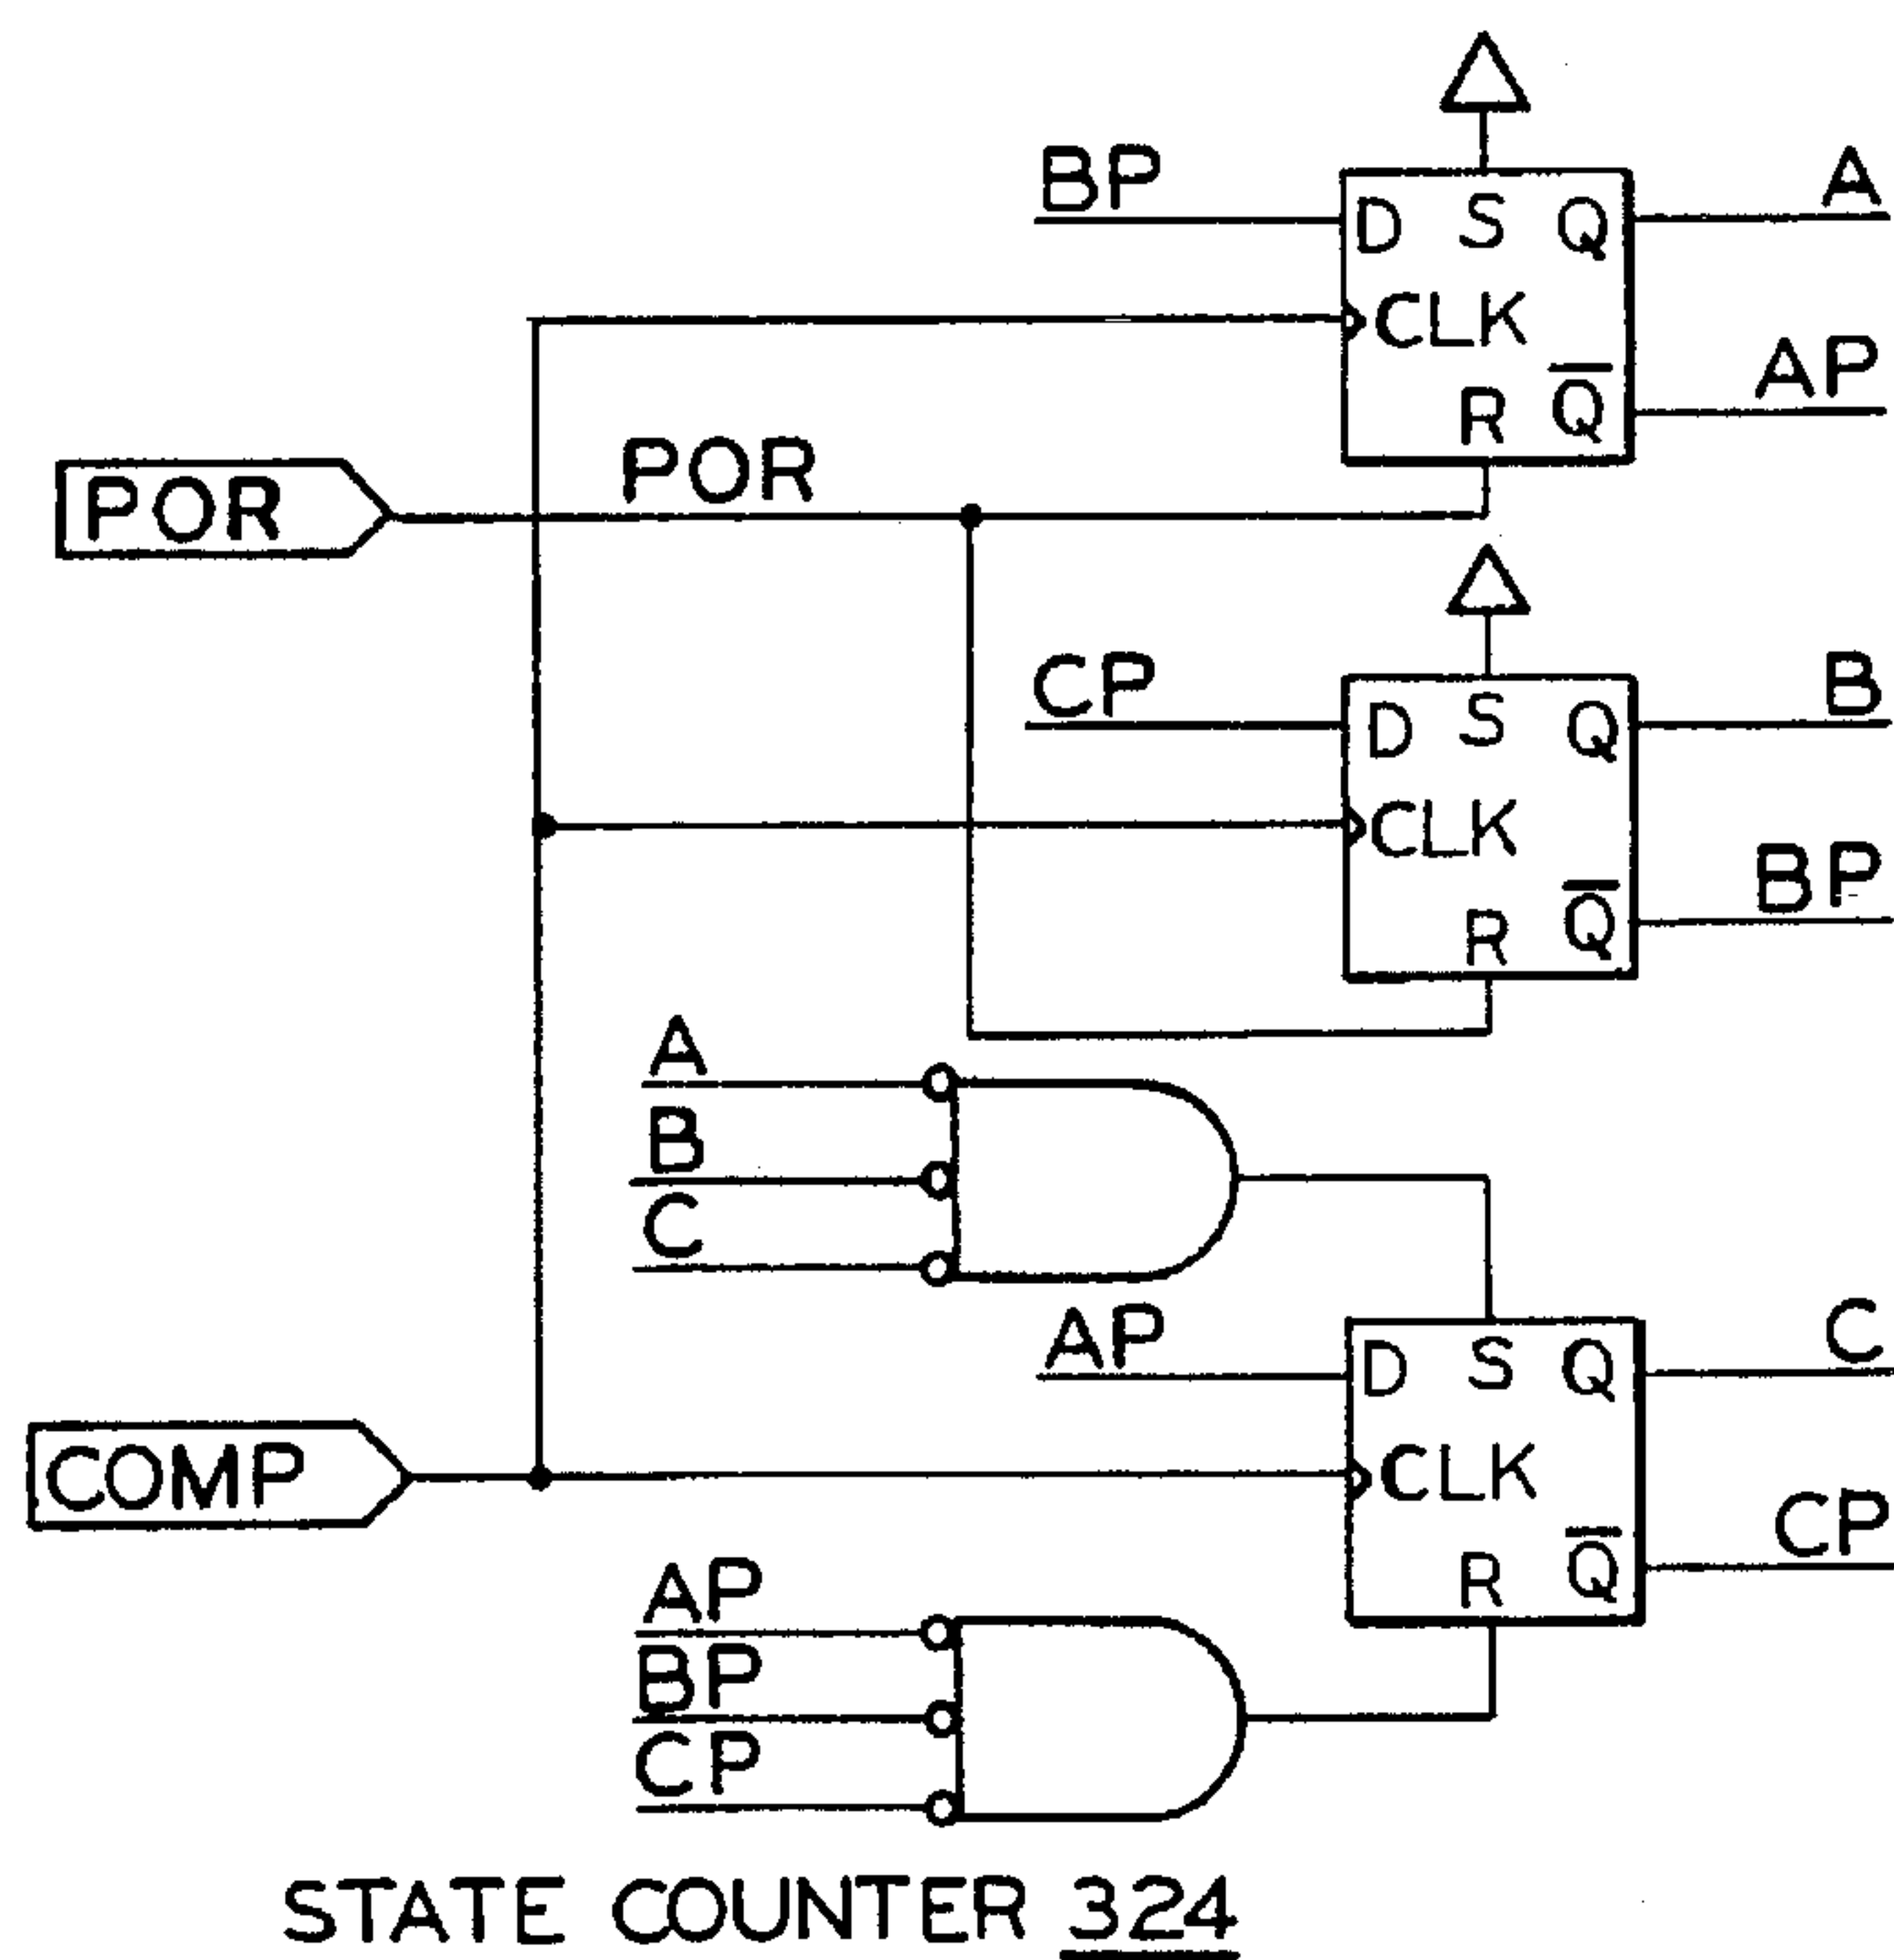 BP
D S Q
A
CLK
R Q
AP
POR
POR
CP
D S Q
B
CLK
R Q
BP
A
B
C
AP
D S Q
C
COMP
CLK
R Q
CP
AP
BP
CP
STATE COUNTER 324